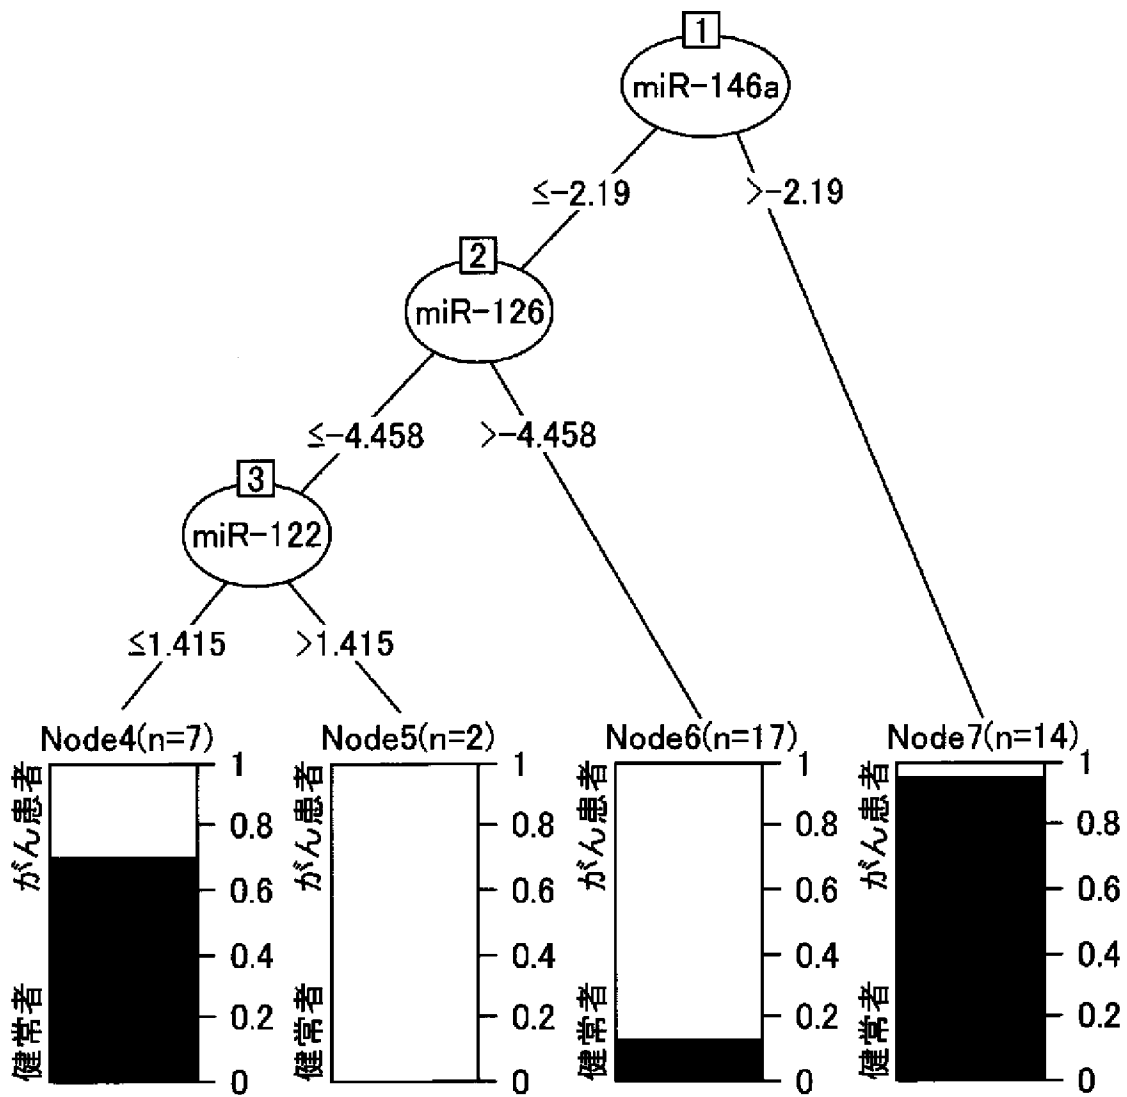 1
miR-146a
≤-2.19
>-2.19
2
miR-126
≤-4.458
>-4.458
3
miR-122
≤1.415
>1.415
Node4(n=7)
Node5(n=2)
Node6(n=17)
Node7(n=14)
がん患者
健常者
1
0.8
0.6
0.4
0.2
0
がん患者
健常者
1
0.8
0.6
0.4
0.2
0
がん患者
健常者
1
0.8
0.6
0.4
0.2
0
がん患者
健常者
1
0.8
0.6
0.4
0.2
0